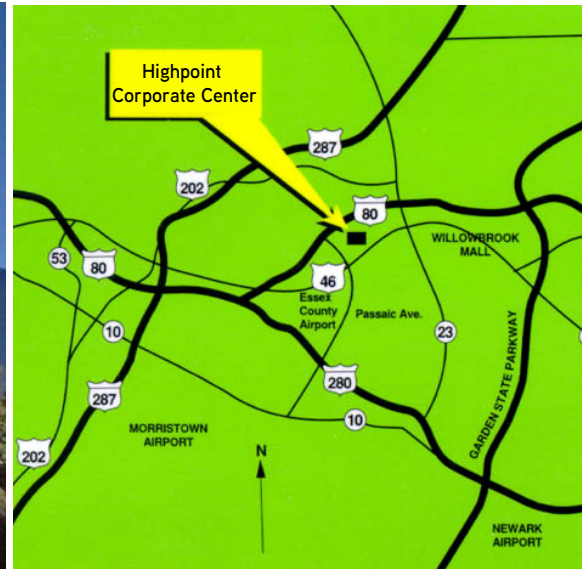 Highpoint
Corporate Center
287
202
80
WILLOWBROOK
MALL
53
80
46
Essex
County
Airport
Passaic Ave.
23
10
GARDEN STATE PARKWAY
280
287
10
MORRISTOWN
AIRPORT
202
N
NEWARK
AIRPORT